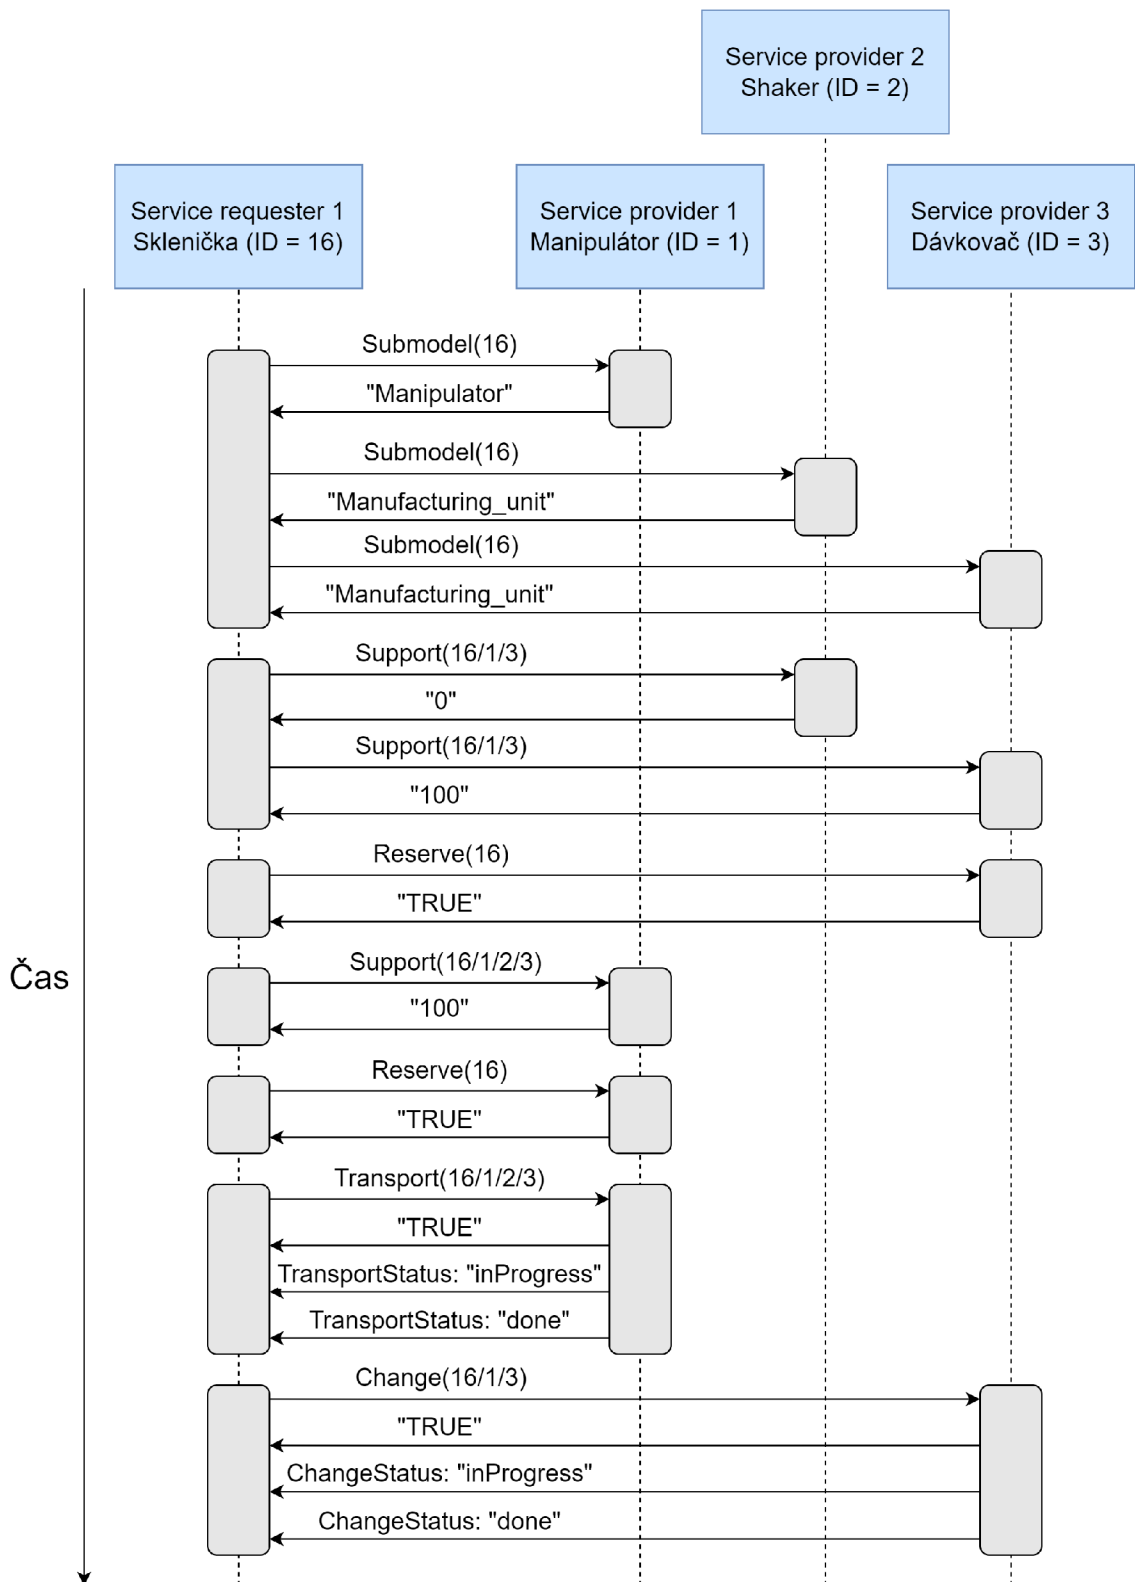 Service provider 2
Shaker (ID = 2)
Service requester 1
Sklenička (ID = 16)
Service provider 1
Manipulátor (ID = 1)
Service provider 3
Dávkovač (ID = 3)
Submodel(16)
"Manipulator"
Submodel(16)
"Manufacturing_unit"
Submodel(16)
"Manufacturing_unit"
Support(16/1/3)
"0"
Support(16/1/3)
"100"
Reserve(16)
"TRUE"
Čas
Support(16/1/2/3)
"100"
Reserve(16)
"TRUE"
Transport(16/1/2/3)
"TRUE"
TransportStatus: "inProgress"
TransportStatus: "done"
Change(16/1/3)
"TRUE"
ChangeStatus: "inProgress"
ChangeStatus: "done"